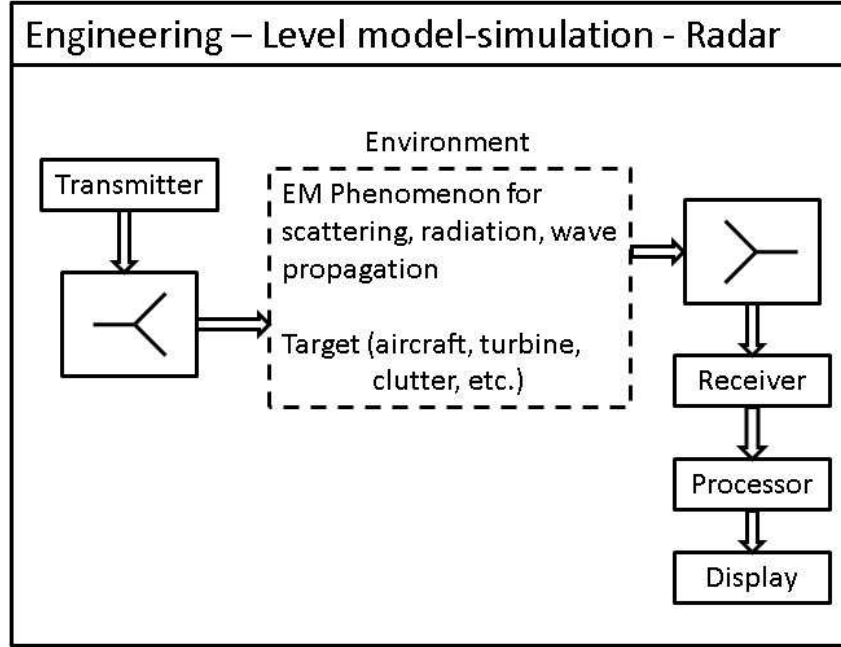 Engineering – Level model-simulation - Radar
Environment
Transmitter
EM Phenomenon for
scattering, radiation, wave
propagation
Target (aircraft, turbine,
clutter, etc.)
Receiver
Processor
Display